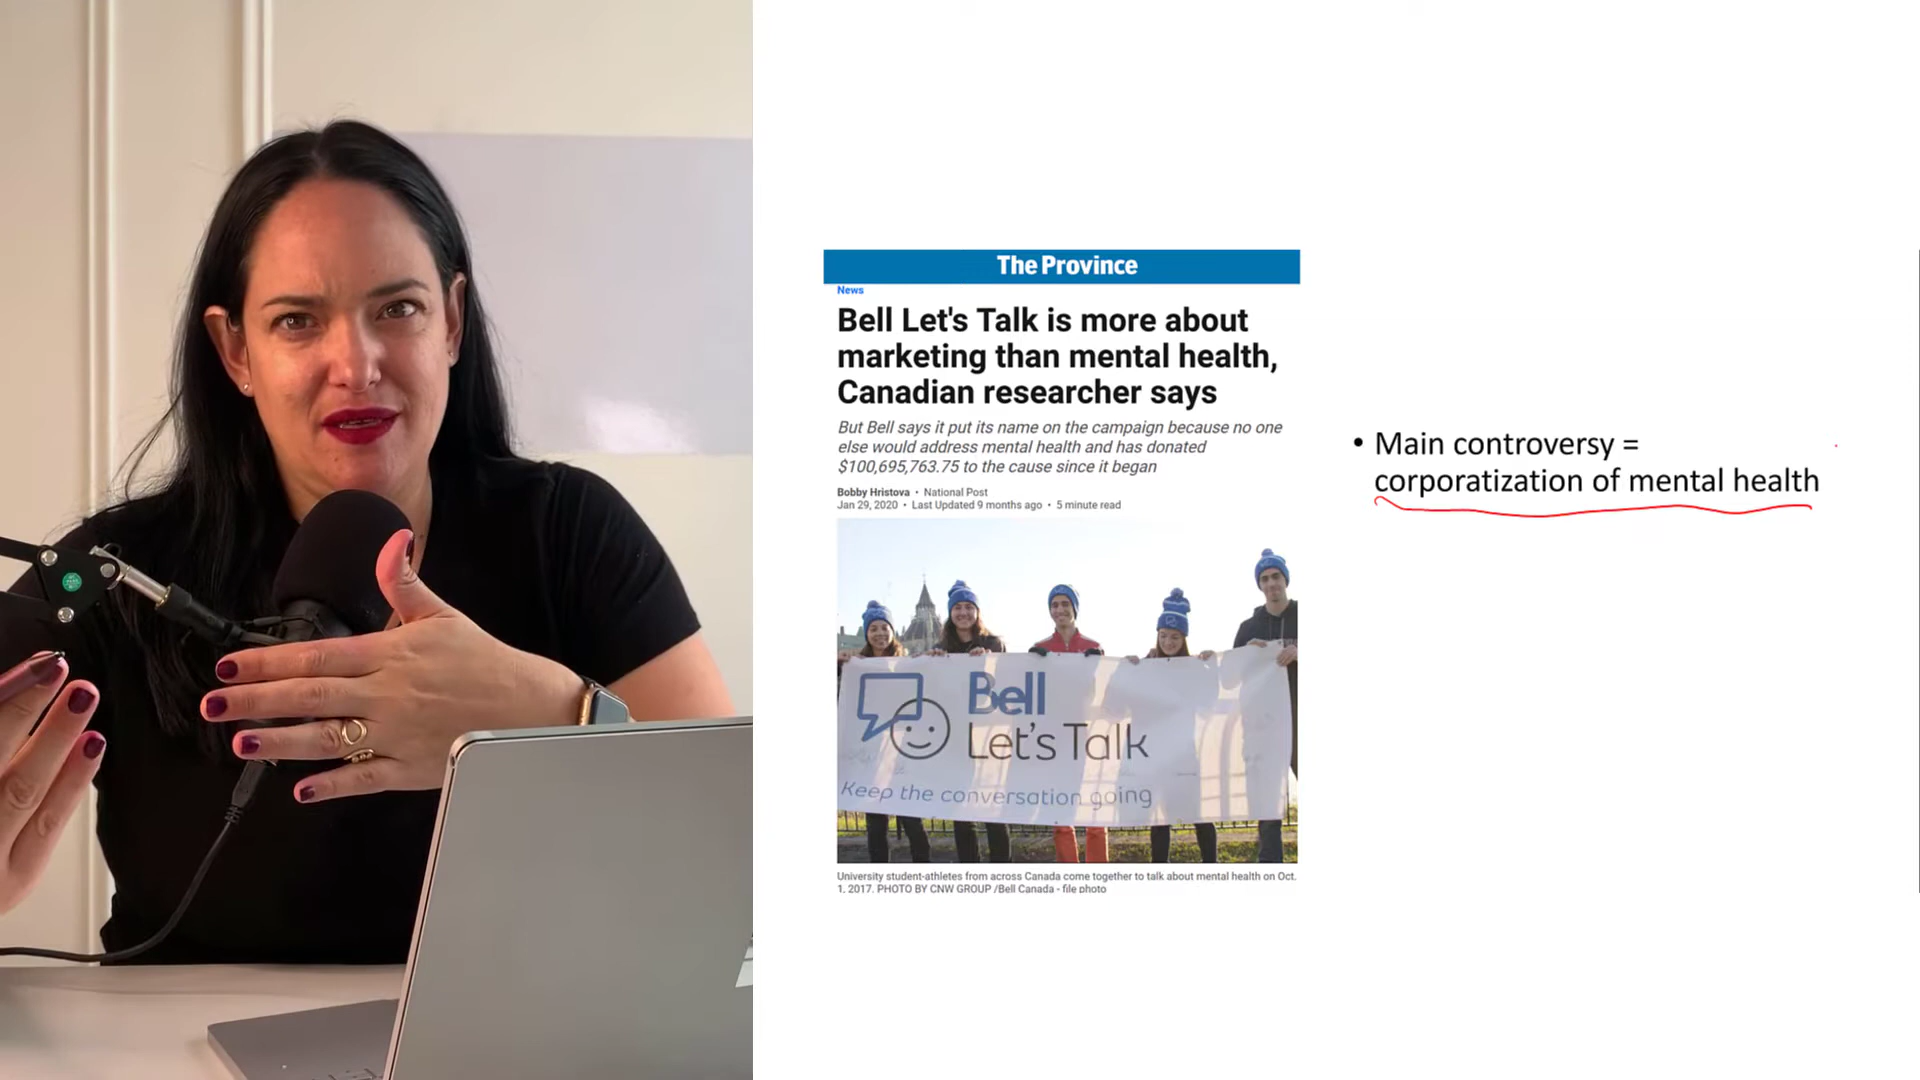 The Province
News
Bell Let's Talk is more about
marketing than mental health,
Canadian researcher says
But Bell says it put its name on the campaign because no one
else would address mental health and has donated
$100,695,763.75 to the cause since it began
Bobby Hristova • National Post
Jan 29, 2020 • Last Updated 9 months ago • 5 minute read
Bell
Let's Talk
Keep the conversation going
University student-athletes from across Canada come together to talk about mental health on Oct.
1, 2017. PHOTO BY CNW GROUP /Bell Canada - file photo
• Main controversy =
corporatization of mental health